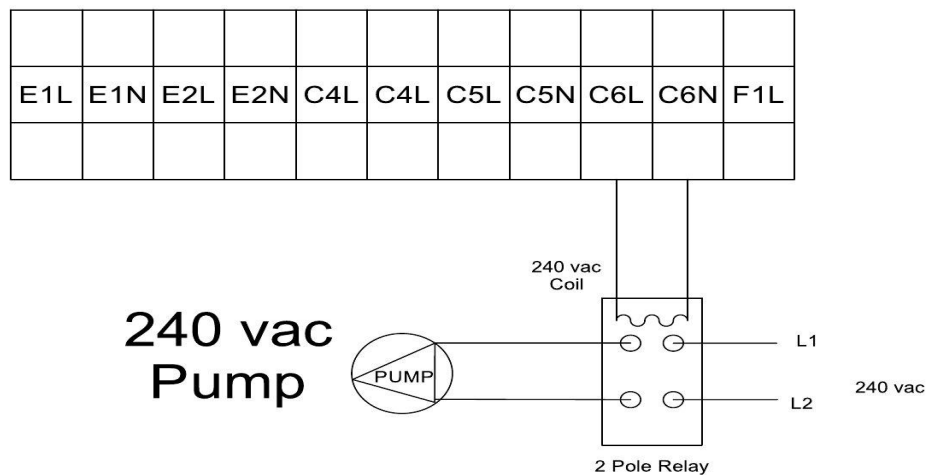 E1L E1N E2L E2N C4L C4L C5L C5N C6L C6N F1L
240 vac
Coil
240 vac
Pump
PUMP
L1
L2
240 vac
2 Pole Relay